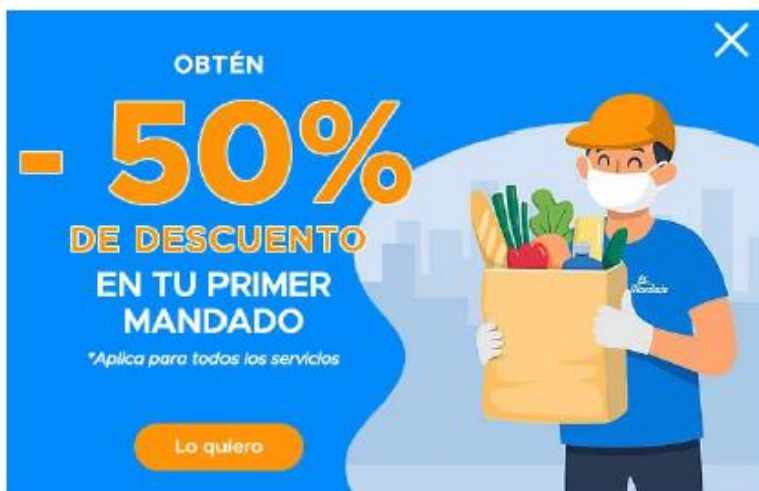 OBTÉN
- 50%
DE DESCUENTO
EN TU PRIMER
MANDADO
*Aplica para todos los servicios
Lo quiero